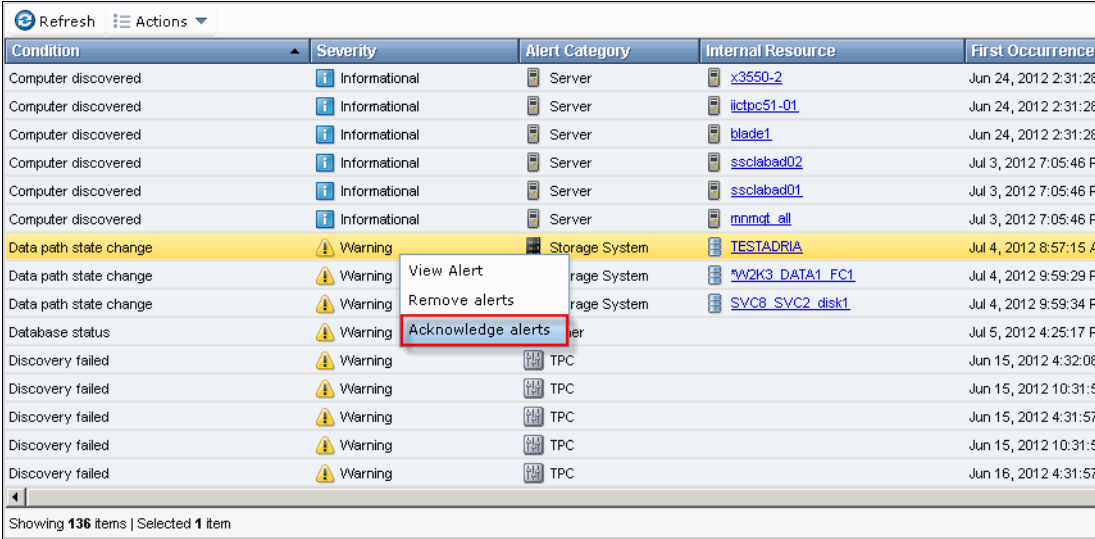 Refresh Actions
Condition Severity Alert Category Internal Resource First Occurrence
Computer discovered Informational Server x3550-2 Jun 24, 2012 2:31:28
Computer discovered Informational Server iictpc51-01 Jun 24, 2012 2:31:28
Computer discovered Informational Server blade1 Jun 24, 2012 2:31:28
Computer discovered Informational Server ssclabad02 Jul 3, 2012 7:05:46 P
Computer discovered Informational Server ssclabad01 Jul 3, 2012 7:05:46 P
Computer discovered Informational Server mnmgt_all Jul 3, 2012 7:05:46 P
Data path state change Warning Storage System TESTADRIA Jul 4, 2012 8:57:15 A
Data path state change Warning rage System *W2K3_DATA1_FC1 Jul 4, 2012 9:59:29 P
Data path state change Warning rage System SVC8_SVC2_disk1 Jul 4, 2012 9:59:34 P
View Alert
Remove alerts
Acknowledge alerts
Database status Warning her Jul 5, 2012 4:25:17 P
Discovery failed Warning TPC Jun 15, 2012 4:32:08
Discovery failed Warning TPC Jun 15, 2012 10:31:5
Discovery failed Warning TPC Jun 15, 2012 4:31:57
Discovery failed Warning TPC Jun 15, 2012 10:31:5
Discovery failed Warning TPC Jun 16, 2012 4:31:57
Showing 136 items | Selected 1 item